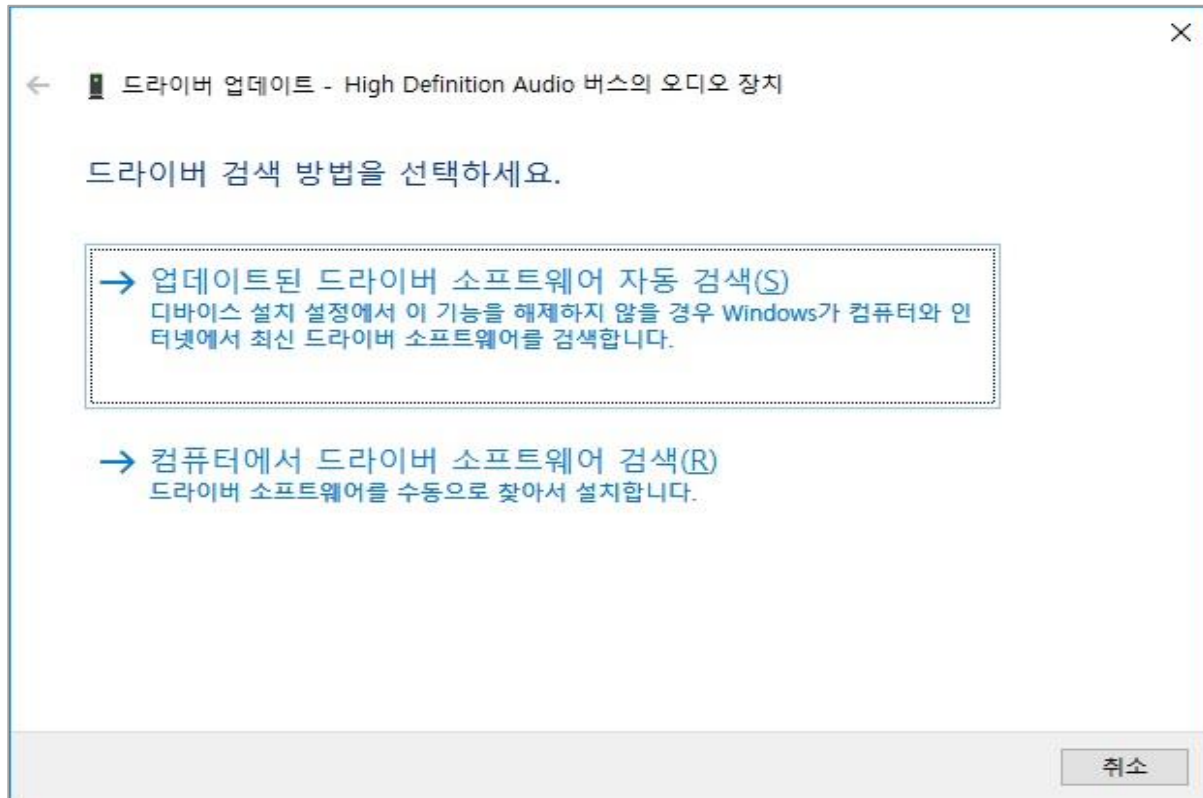 드라이버 업데이트 - High Definition Audio 버스의 오디오 장치
드라이버 검색 방법을 선택하세요.
업데이트된 드라이버 소프트웨어 자동 검색(S)
디바이스 설치 설정에서 이 기능을 해제하지 않을 경우 Windows가 컴퓨터와 인
터넷에서 최신 드라이버 소프트웨어를 검색합니다.
컴퓨터에서 드라이버 소프트웨어 검색(R)
드라이버 소프트웨어를 수동으로 찾아서 설치합니다.
취소